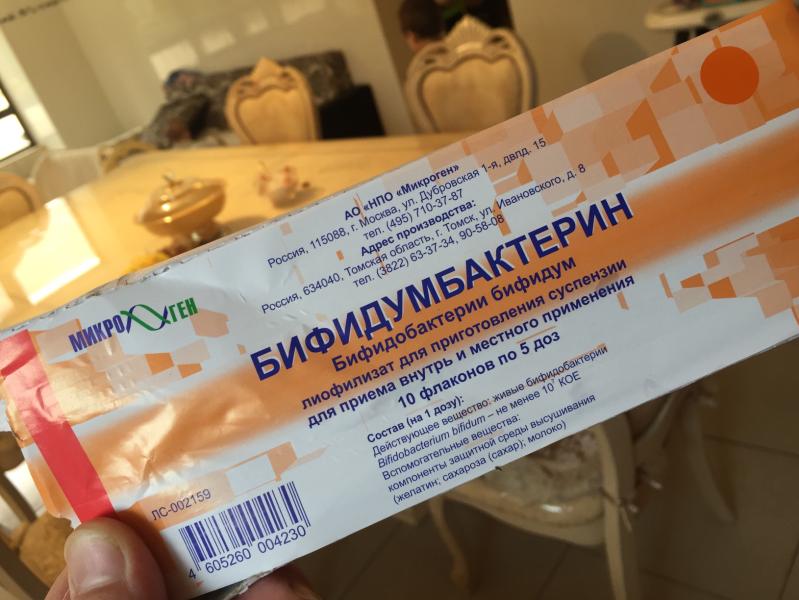 АО «НПО «Микроген»
Россия, 115088, г. Москва, ул. Дубровская 1-я, двлд. 15
тел. (495) 710-37-87
Адрес производства:
Россия, 634040, Томская область, г. Томск, ул. Ивановского, д. 8
тел. (3822) 63-37-34, 90-58-08
МИКРОГЕН
БИФИДУМБАКТЕРИН
Бифидобактерии бифидум
лиофилизат для приготовления суспензии
для приема внутрь и местного применения
10 флаконов по 5 доз
Состав (на 1 дозу):
Действующее вещество: живые бифидобактерии
Bifidobacterium bifidum – не менее 10⁷ КОЕ
Вспомогательные вещества:
компоненты защитной среды высушивания
(желатин; сахароза (сахар); молоко)
ЛС-002159
4 605260 004230